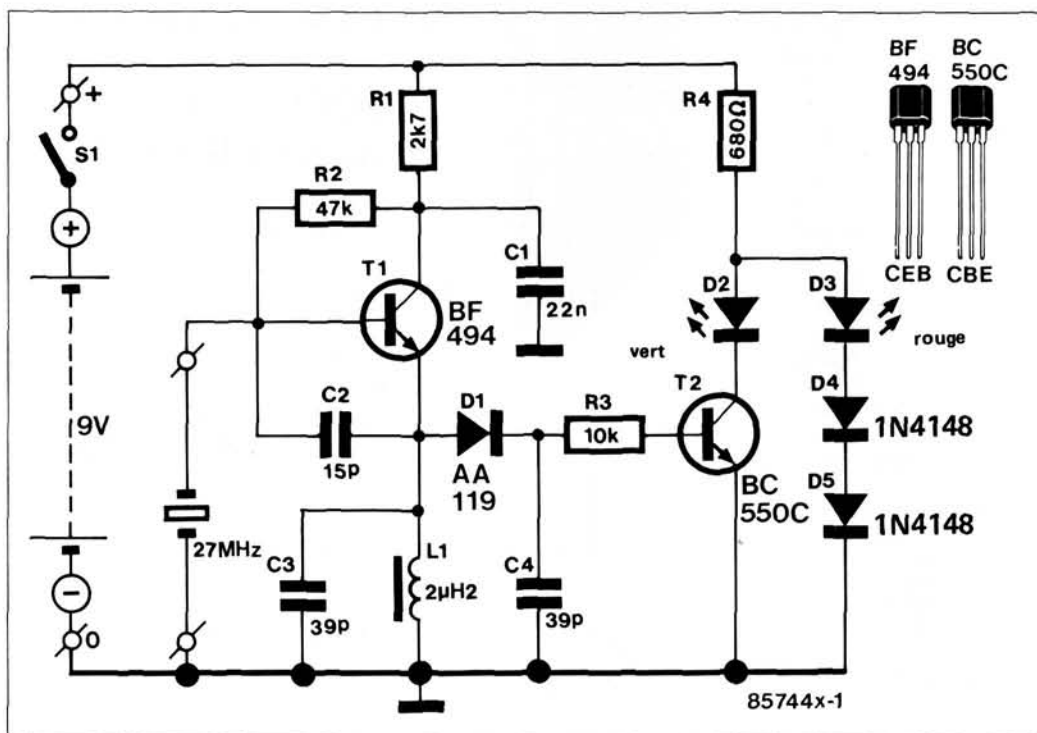 BF
494
BC
550C
CEB
CBE
+
S1
+
9V
−
0
R1
2k7
R2
47k
R4
680Ω
T1
BF
494
C1
22n
C2
15p
27MHz
D1
AA
119
R3
10k
C3
39p
L1
2µH2
C4
39p
D2
vert
D3
rouge
T2
BC
550C
D4
1N4148
D5
1N4148
85744x-1